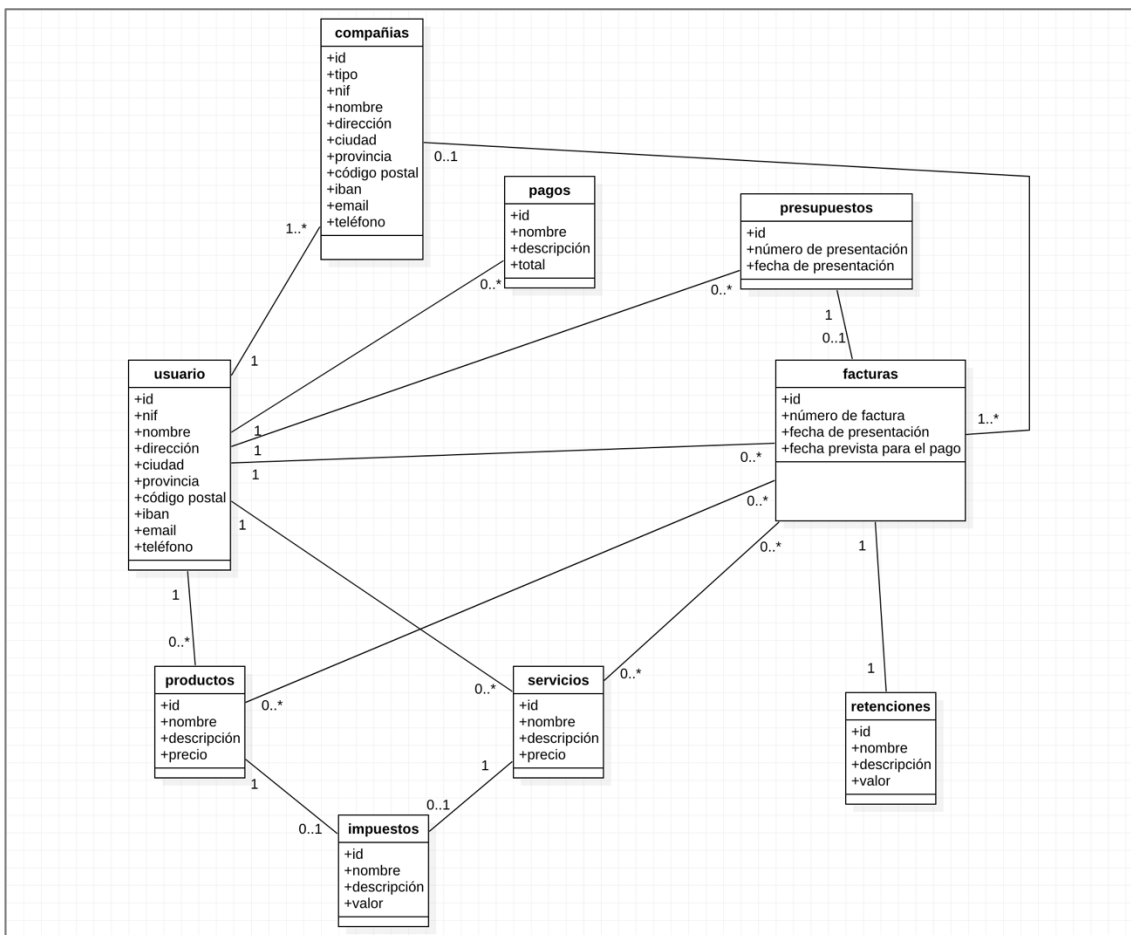 compañias
+id
+tipo
+nif
+nombre
+dirección
+ciudad
+provincia
+código postal
+iban
+email
+teléfono
0..1
1..*
pagos
+id
+nombre
+descripción
+total
0..*
presupuestos
+id
+número de presentación
+fecha de presentación
0..*
1
0..1
1
usuario
+id
+nif
+nombre
+dirección
+ciudad
+provincia
+código postal
+iban
+email
+teléfono
1
1
1
1
1
facturas
+id
+número de factura
+fecha de presentación
+fecha prevista para el pago
1..*
0..*
0..*
0..*
1
0..*
productos
+id
+nombre
+descripción
+precio
0..*
1
0..*
servicios
+id
+nombre
+descripción
+precio
0..*
1
1
retenciones
+id
+nombre
+descripción
+valor
0..1
0..1
impuestos
+id
+nombre
+descripción
+valor